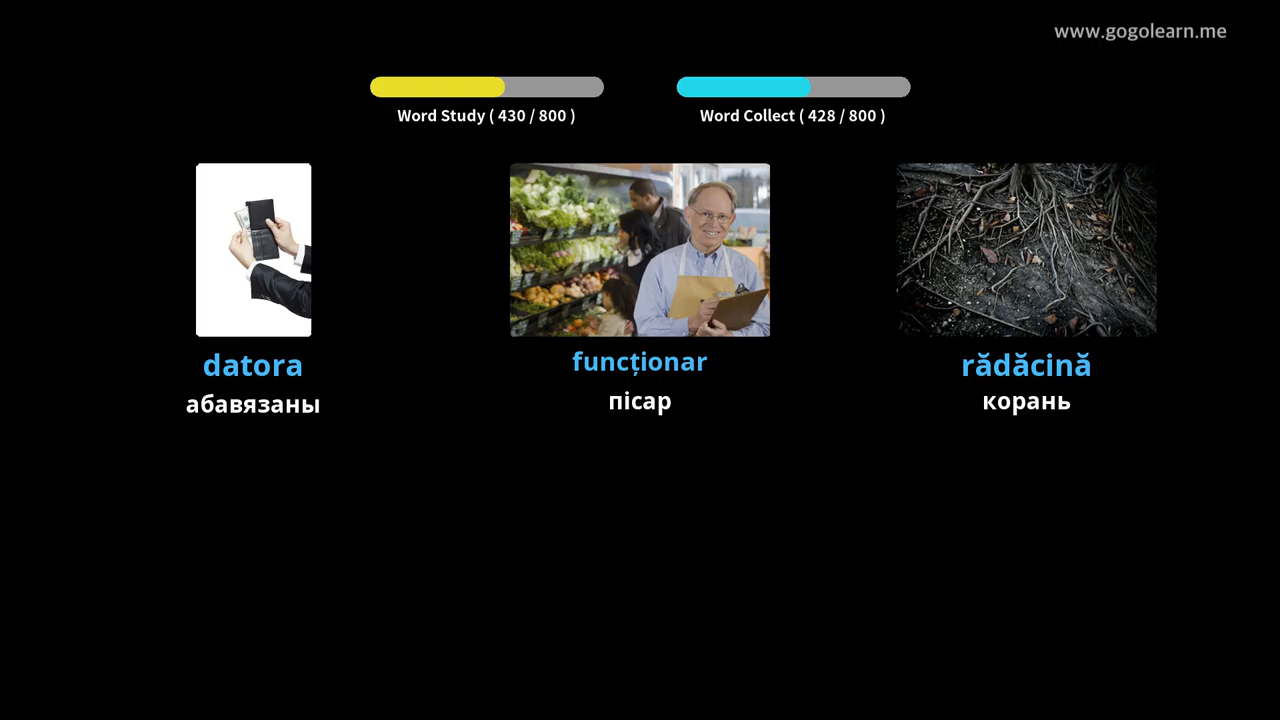 www.gogolearn.me
Word Study ( 430 / 800 )
Word Collect ( 428 / 800 )
datora
funcționar
rădăcină
абавязаны
пісар
корань